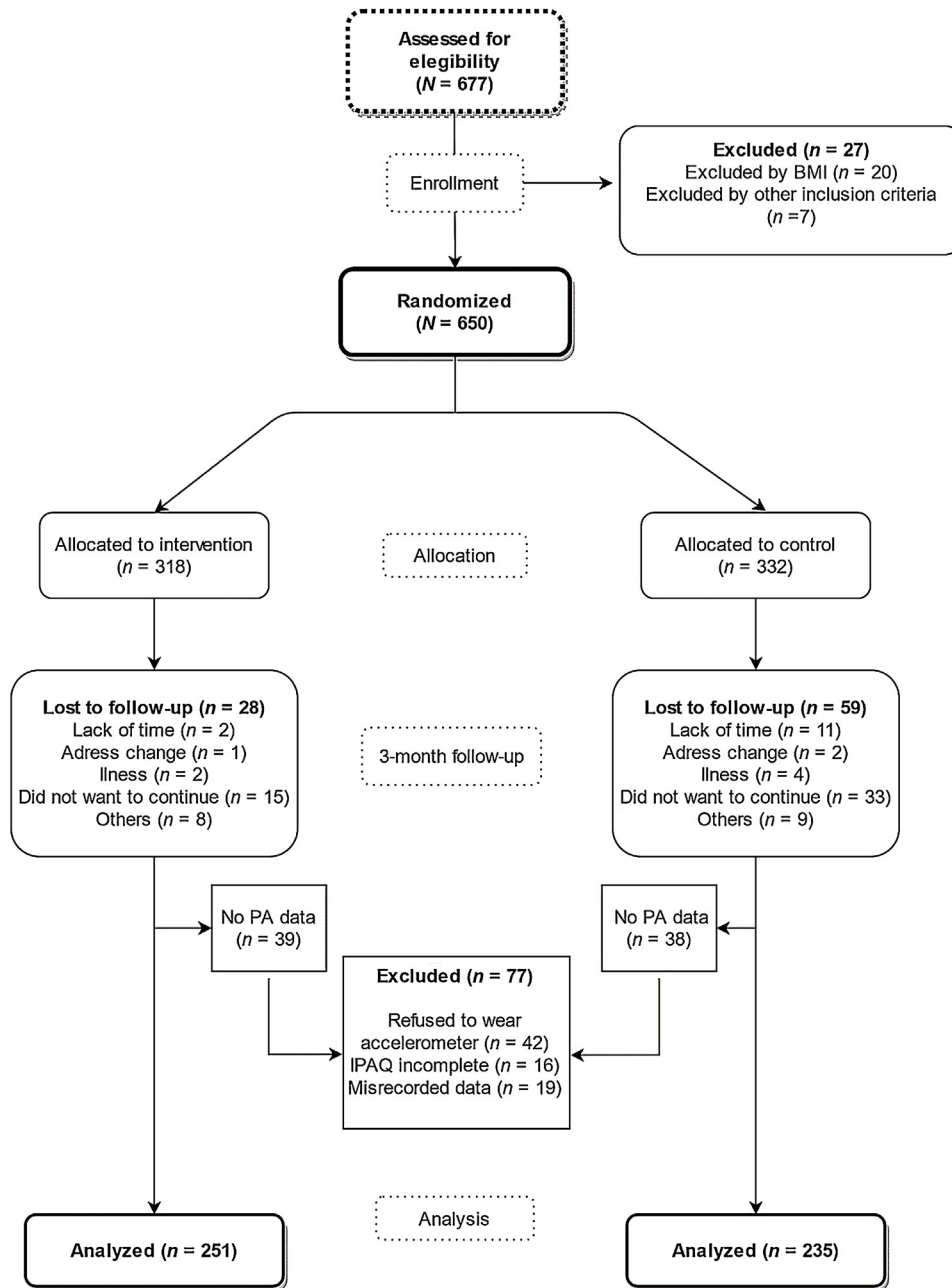 Assessed for
elegibility
(N = 677)
Enrollment
Excluded (n = 27)
Excluded by BMI (n = 20)
Excluded by other inclusion criteria
(n =7)
Randomized
(N = 650)
Allocated to intervention
(n = 318)
Allocation
Allocated to control
(n = 332)
Lost to follow-up (n = 28)
Lack of time (n = 2)
Adress change (n = 1)
Ilness (n = 2)
Did not want to continue (n = 15)
Others (n = 8)
3-month follow-up
Lost to follow-up (n = 59)
Lack of time (n = 11)
Adress change (n = 2)
Ilness (n = 4)
Did not want to continue (n = 33)
Others (n = 9)
No PA data
(n = 39)
No PA data
(n = 38)
Excluded (n = 77)
Refused to wear
accelerometer (n = 42)
IPAQ incomplete (n = 16)
Misrecorded data (n = 19)
Analysis
Analyzed (n = 251)
Analyzed (n = 235)